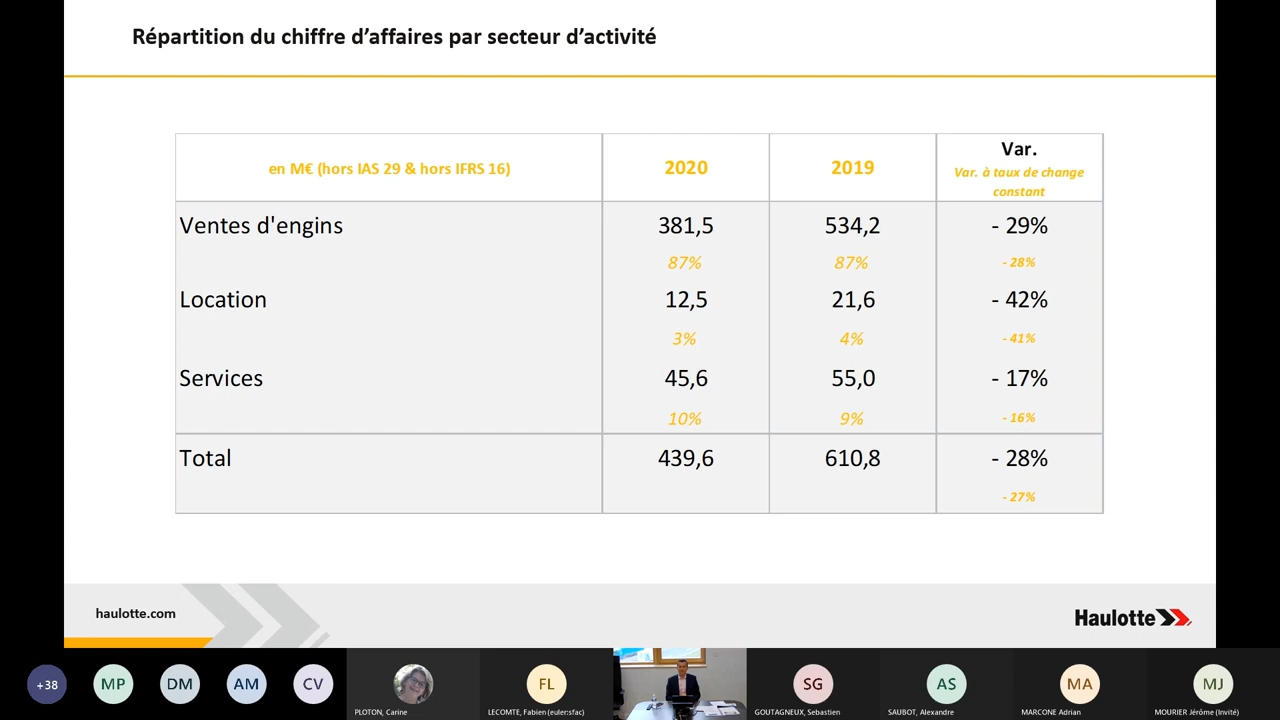 Répartition du chiffre d’affaires par secteur d’activité
en M€ (hors IAS 29 & hors IFRS 16) 2020 2019 Var.
Var. à taux de change
constant
Ventes d'engins 381,5 534,2 - 29%
87% 87% - 28%
Location 12,5 21,6 - 42%
3% 4% - 41%
Services 45,6 55,0 - 17%
10% 9% - 16%
Total 439,6 610,8 - 28%
- 27%
haulotte.com
Haulotte
+38 MP DM AM CV FL SG AS MA MJ
PLOTON, Carine LECOMTE, Fabien (euler:sfac) GOUTAGNEUX, Sebastien SAUBOT, Alexandre MARCONE Adrian MOURIER Jérôme (Invité)